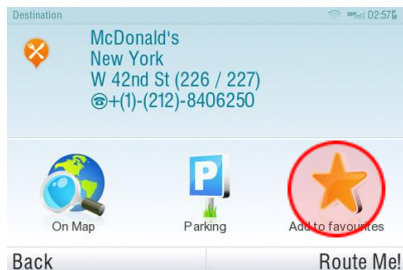 Destination
02:57
McDonald's
New York
W 42nd St (226 / 227)
☎+(1)-(212)-8406250
P
On Map
Parking
Add to favourites
Back
Route Me!